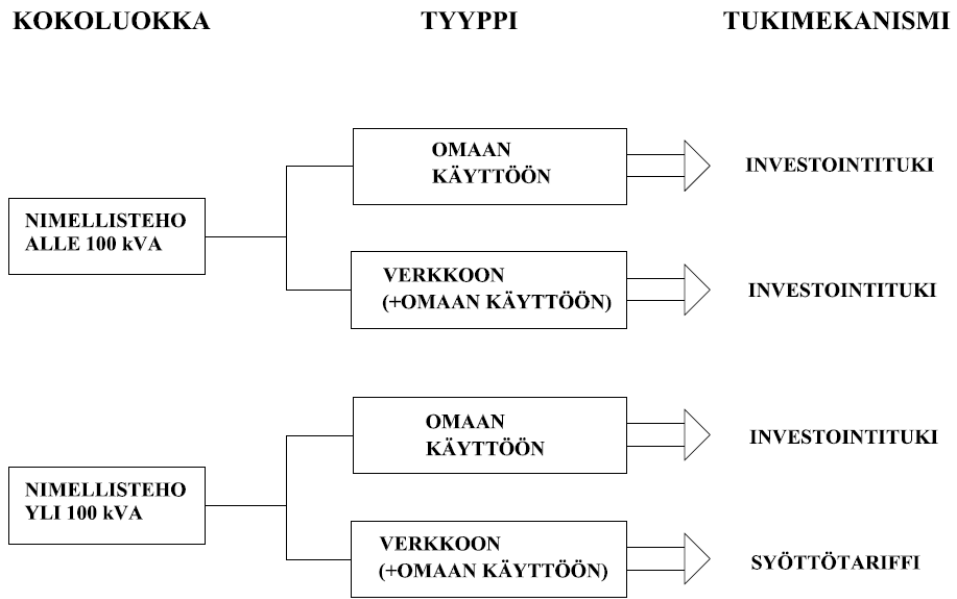 KOKOLUOKKA
TYYPPI
TUKIMEKANISMI
NIMELLISTEHO
ALLE 100 kVA
OMAAN
KÄYTTÖÖN
INVESTOINTITUKI
VERKKOON
(+OMAAN KÄYTTÖÖN)
INVESTOINTITUKI
NIMELLISTEHO
YLI 100 kVA
OMAAN
KÄYTTÖÖN
INVESTOINTITUKI
VERKKOON
(+OMAAN KÄYTTÖÖN)
SYÖTTÖTARIFFI